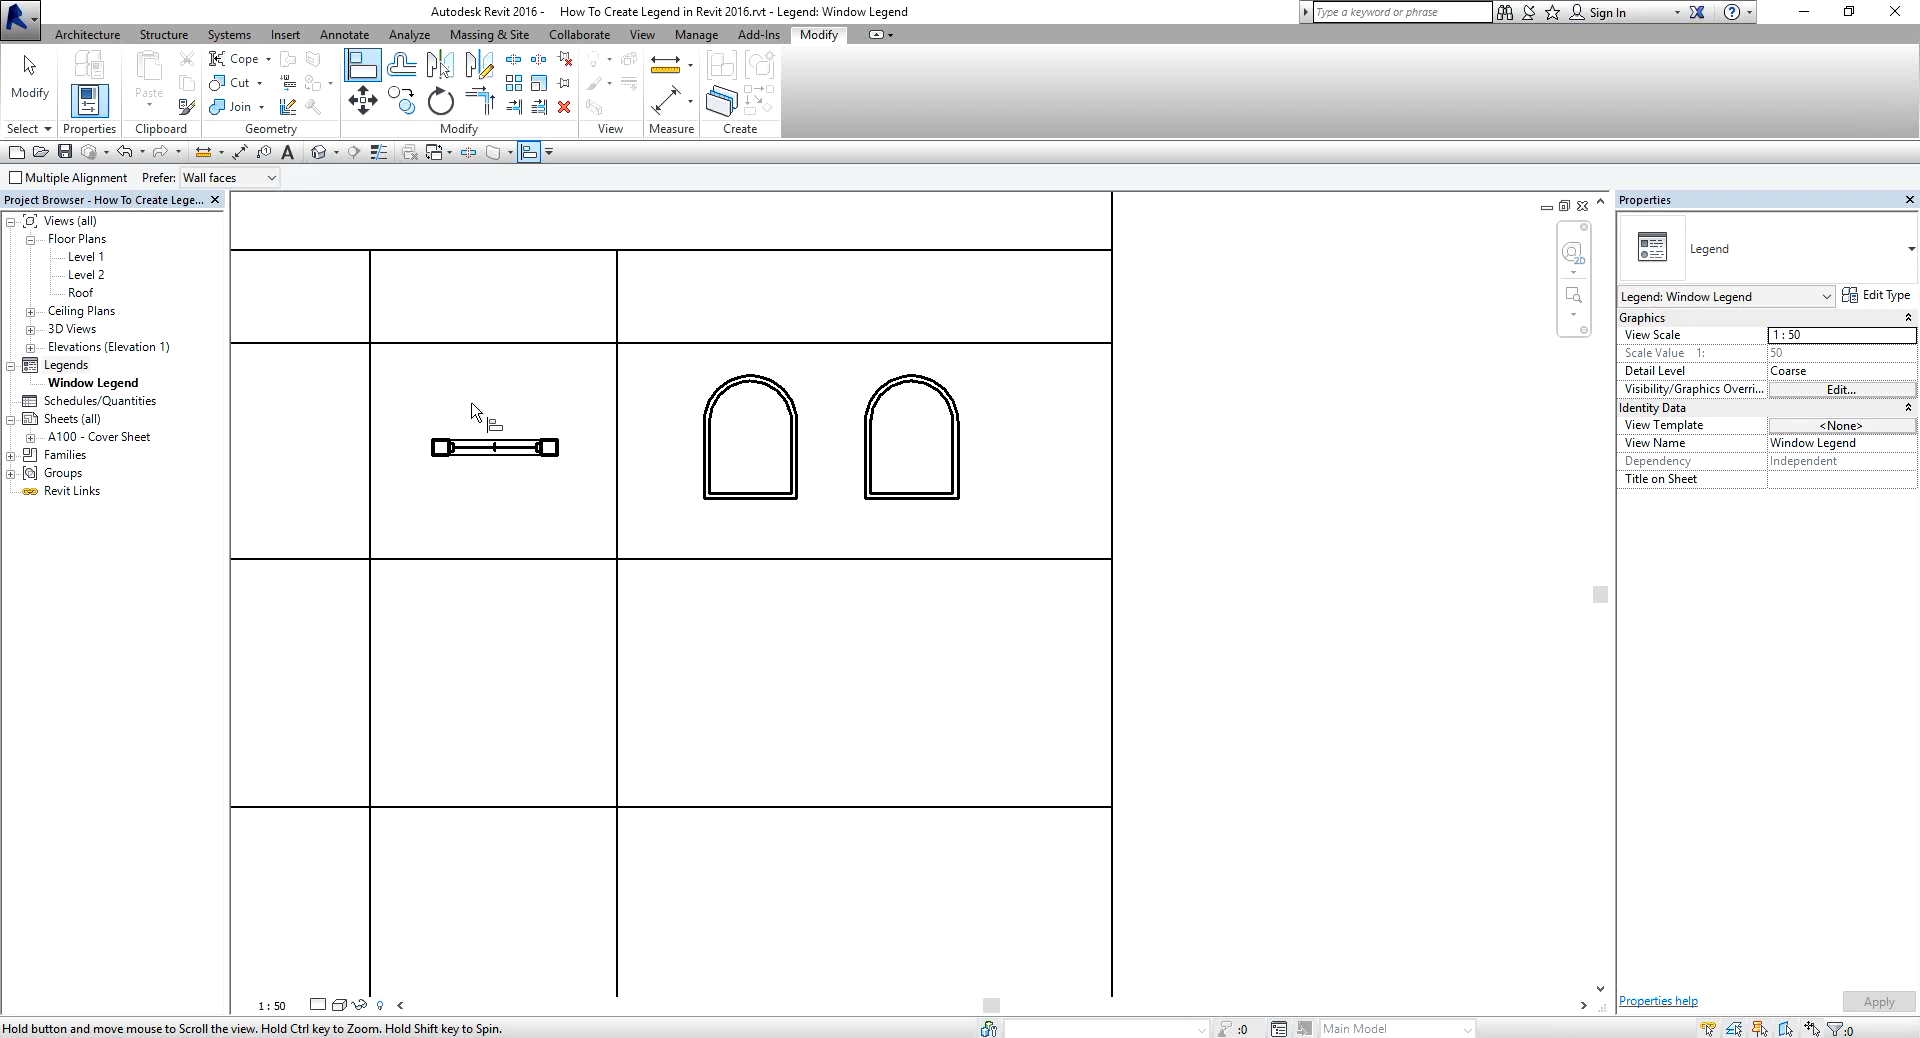 Autodesk Revit 2016 - How To Create Legend in Revit 2016.rvt - Legend: Window Legend
Type a keyword or phrase
Sign In
Architecture Structure Systems Insert Annotate Analyze Massing & Site Collaborate View Manage Add-Ins Modify
Modify
Paste
Cope
Cut
Join
Select Properties Clipboard Geometry Modify View Measure Create
Multiple Alignment Prefer: Wall faces
Project Browser - How To Create Lege...
Views (all)
Floor Plans
Level 1
Level 2
Roof
Ceiling Plans
3D Views
Elevations (Elevation 1)
Legends
Window Legend
Schedules/Quantities
Sheets (all)
A100 - Cover Sheet
Families
Groups
Revit Links
2D
Properties
Legend
Legend: Window Legend Edit Type
Graphics
View Scale 1 : 50
Scale Value 1: 50
Detail Level Coarse
Visibility/Graphics Overri... Edit...
Identity Data
View Template <None>
View Name Window Legend
Dependency Independent
Title on Sheet
Properties help Apply
1 : 50
Hold button and move mouse to Scroll the view. Hold Ctrl key to Zoom. Hold Shift key to Spin.
:0 Main Model :0